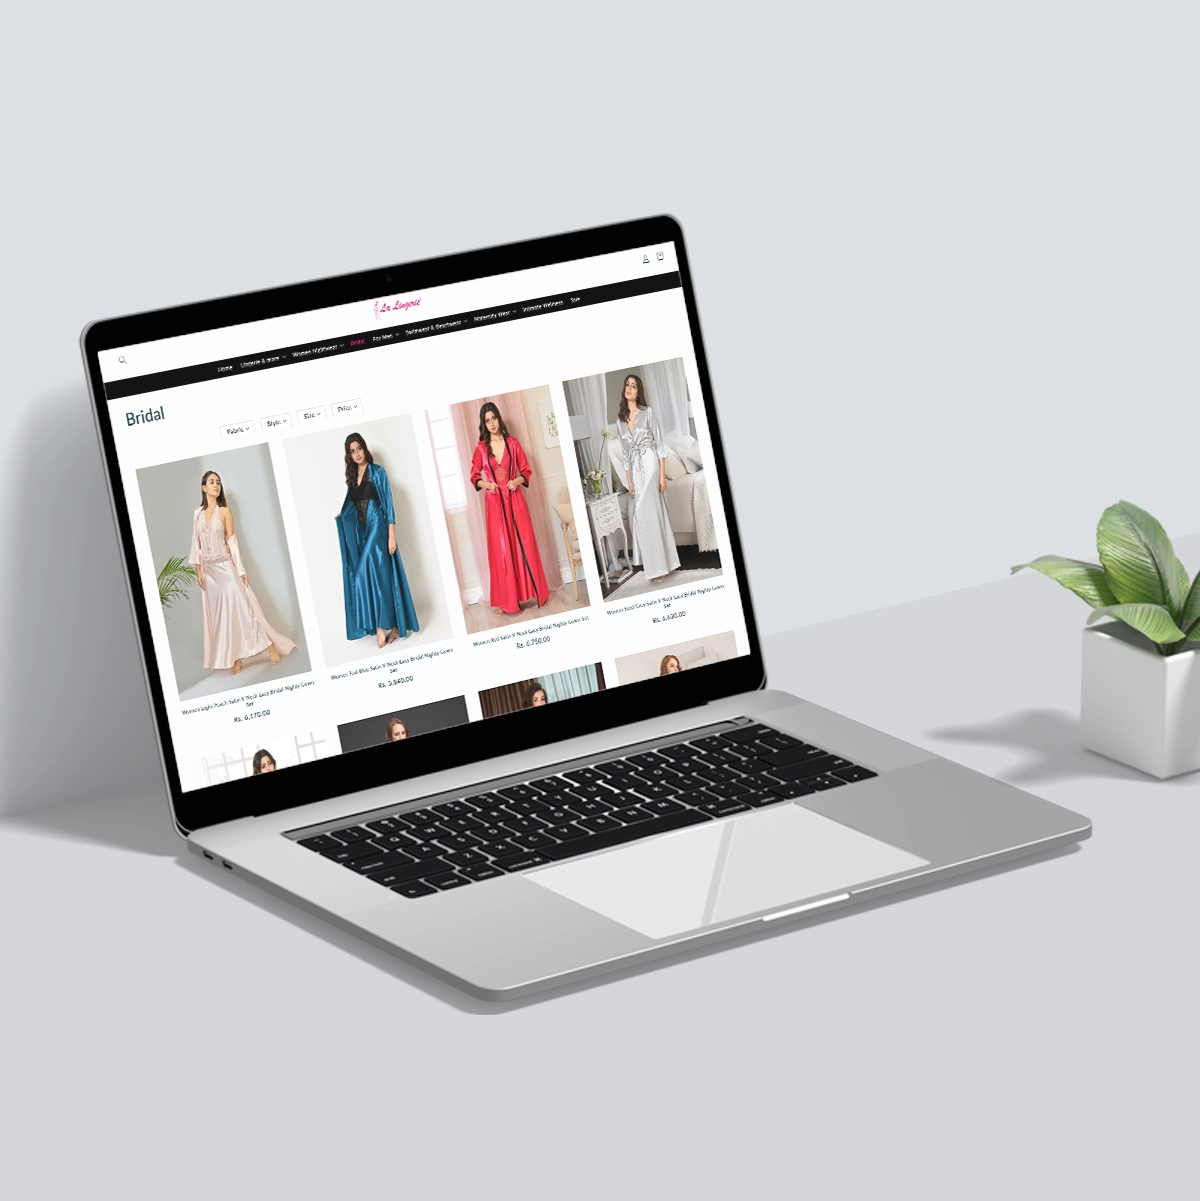 La Lingerie
Home Lingerie & more Women Nightwear Bridal For Men Swimwear & Beachwear Maternity Wear Intimate Wellness Sale
Bridal
Fabric Style Size Price
Women Light Peach Satin V Neck Lace Bridal Nighty Gown
Set
Rs. 6,170.00
Women Teal Blue Satin V Neck Lace Bridal Nighty Gown
Set
Rs. 5,840.00
Women Red Satin V Neck Lace Bridal Nighty Gown Set
Rs. 6,750.00
Women Steel Grey Satin V Neck Lace Bridal Nighty Gown
Set
Rs. 6,630.00